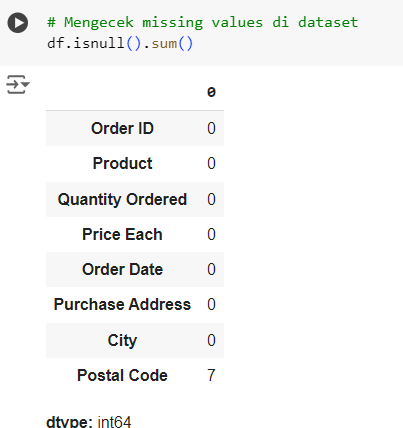 # Mengecek missing values di dataset
df.isnull().sum()
0
Order ID 0
Product 0
Quantity Ordered 0
Price Each 0
Order Date 0
Purchase Address 0
City 0
Postal Code 7
dtype: int64